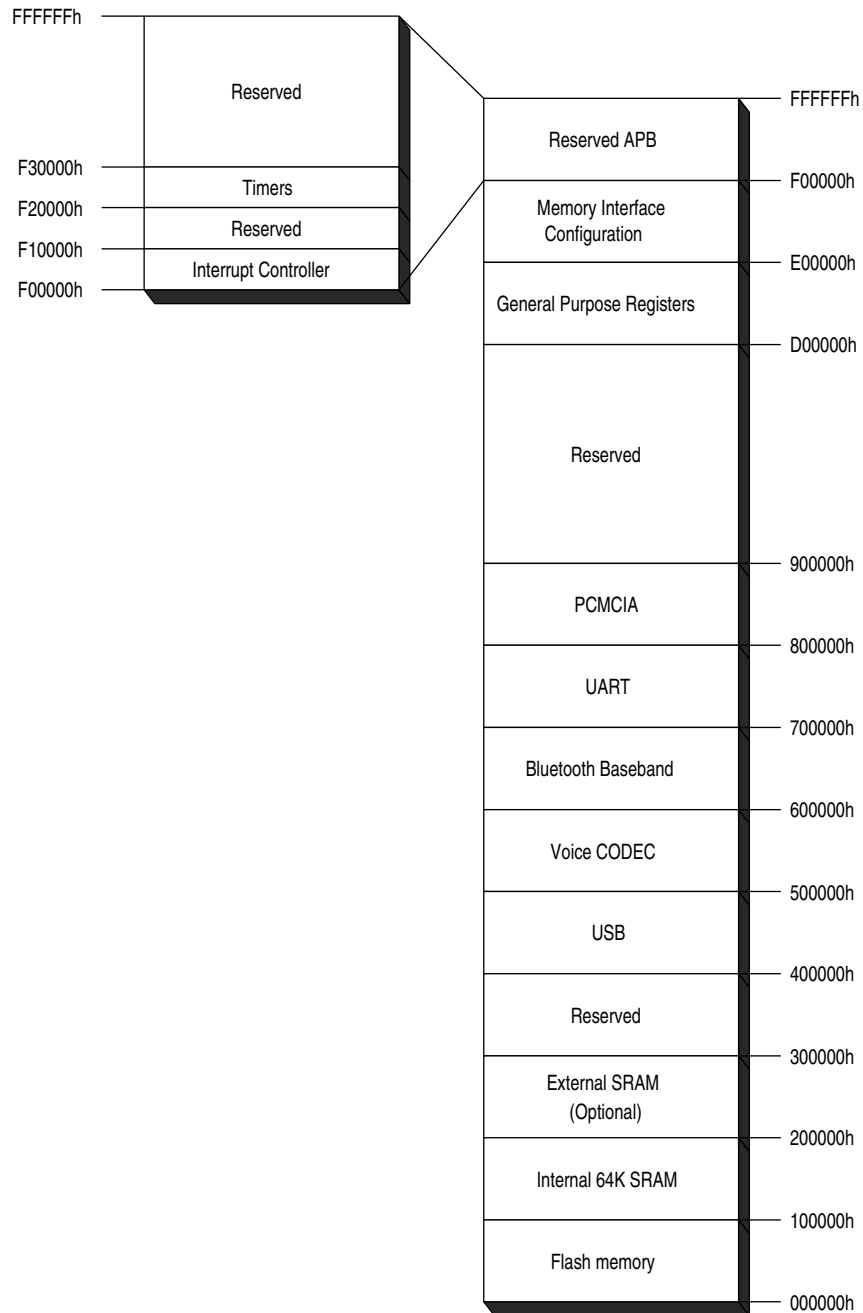 FFFFFFh
Reserved
F30000h
Timers
F20000h
Reserved
F10000h
Interrupt Controller
F00000h
FFFFFFh
Reserved APB
F00000h
Memory Interface
Configuration
E00000h
General Purpose Registers
D00000h
Reserved
900000h
PCMCIA
800000h
UART
700000h
Bluetooth Baseband
600000h
Voice CODEC
500000h
USB
400000h
Reserved
300000h
External SRAM
(Optional)
200000h
Internal 64K SRAM
100000h
Flash memory
000000h